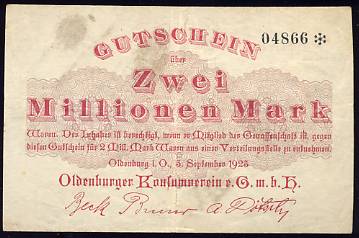 GUTSCHEIN
04866 ✻
über
Zwei
Millionen Mark
Waren. Der Inhaber ist berechtigt, wenn er Mitglied der Genossenschaft ist, gegen
diesen Gutschein für 2 Mill. Mark Waren aus einer Verteilungsstelle zu entnehmen.
Oldenburg i. O., 5. September 1923
Oldenburger Konsumverein e. G. m. b. H.
Beck